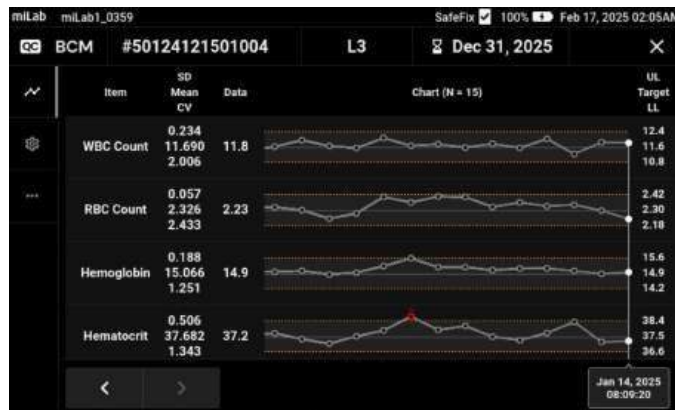 miLab miLab1_0359 SafeFix 100% Feb 17, 2025 02:05AM
QC BCM #50124121501004 L3 Dec 31, 2025
Item SD Mean CV Data Chart (N = 15) UL Target LL
0.234 12.4
WBC Count 11.690 11.8 11.6
2.006 10.8
0.057 2.42
RBC Count 2.326 2.23 2.30
2.433 2.18
0.188 15.6
Hemoglobin 15.066 14.9 14.9
1.251 14.2
0.506 38.4
Hematocrit 37.682 37.2 37.5
1.343 36.6
Jan 14, 2025
08:09:20